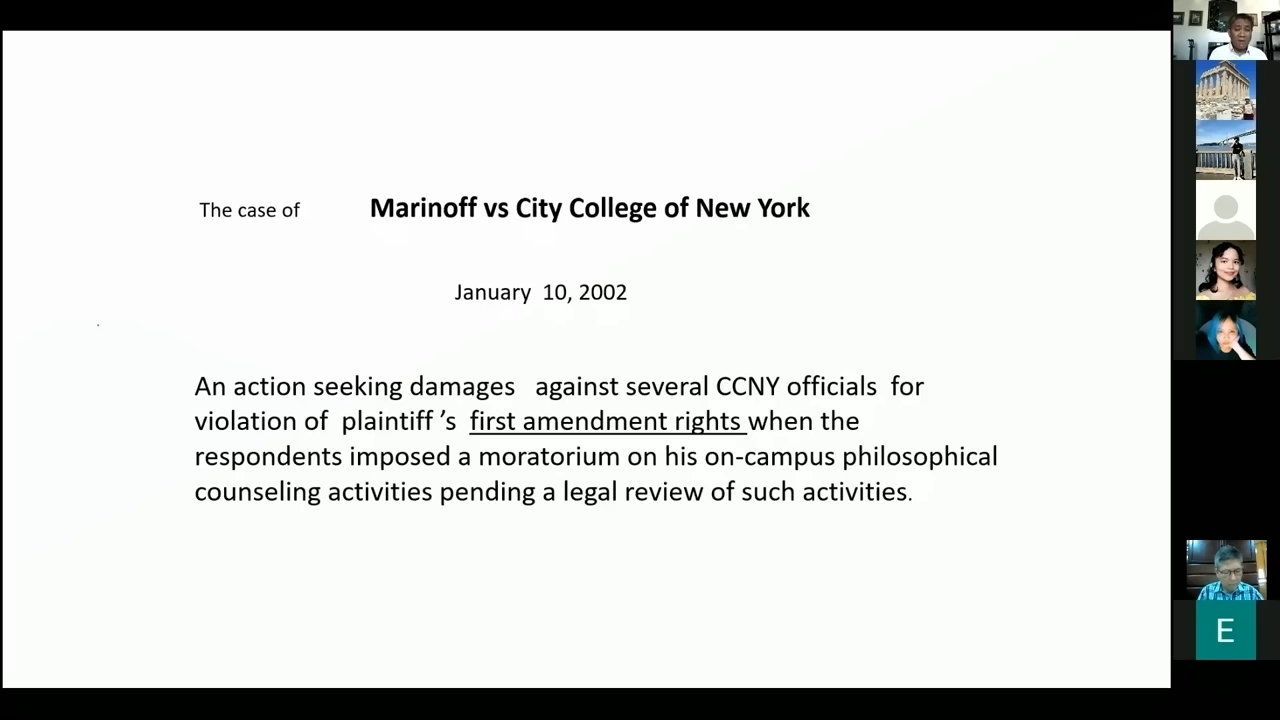 The case of Marinoff vs City College of New York
January 10, 2002
An action seeking damages against several CCNY officials for
violation of plaintiff 's first amendment rights when the
respondents imposed a moratorium on his on-campus philosophical
counseling activities pending a legal review of such activities.
E